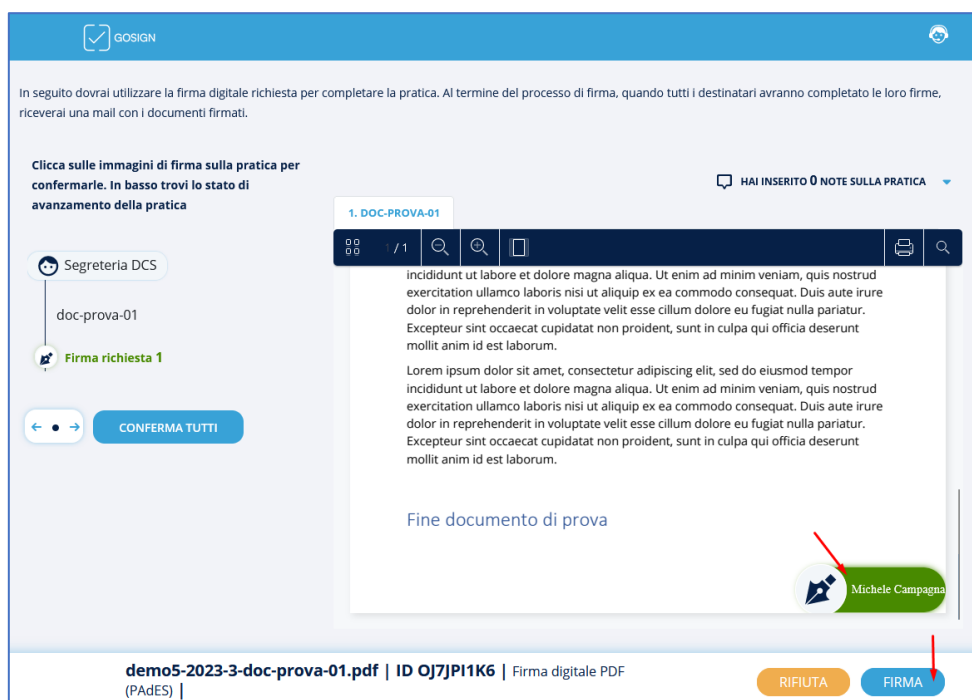 GOSIGN
In seguito dovrai utilizzare la firma digitale richiesta per completare la pratica. Al termine del processo di firma, quando tutti i destinatari avranno completato le loro firme,
riceverai una mail con i documenti firmati.
Clicca sulle immagini di firma sulla pratica per
confermarle. In basso trovi lo stato di
avanzamento della pratica
HAI INSERITO 0 NOTE SULLA PRATICA
Segreteria DCS
doc-prova-01
Firma richiesta 1
CONFERMA TUTTI
1. DOC-PROVA-01
1 / 1
incididunt ut labore et dolore magna aliqua. Ut enim ad minim veniam, quis nostrud
exercitation ullamco laboris nisi ut aliquip ex ea commodo consequat. Duis aute irure
dolor in reprehenderit in voluptate velit esse cillum dolore eu fugiat nulla pariatur.
Excepteur sint occaecat cupidatat non proident, sunt in culpa qui officia deserunt
mollit anim id est laborum.
Lorem ipsum dolor sit amet, consectetur adipiscing elit, sed do eiusmod tempor
incididunt ut labore et dolore magna aliqua. Ut enim ad minim veniam, quis nostrud
exercitation ullamco laboris nisi ut aliquip ex ea commodo consequat. Duis aute irure
dolor in reprehenderit in voluptate velit esse cillum dolore eu fugiat nulla pariatur.
Excepteur sint occaecat cupidatat non proident, sunt in culpa qui officia deserunt
mollit anim id est laborum.
Fine documento di prova
Michele Campagna
demo5-2023-3-doc-prova-01.pdf | ID OJ7JPI1K6 | Firma digitale PDF
(PAdES) |
RIFIUTA
FIRMA